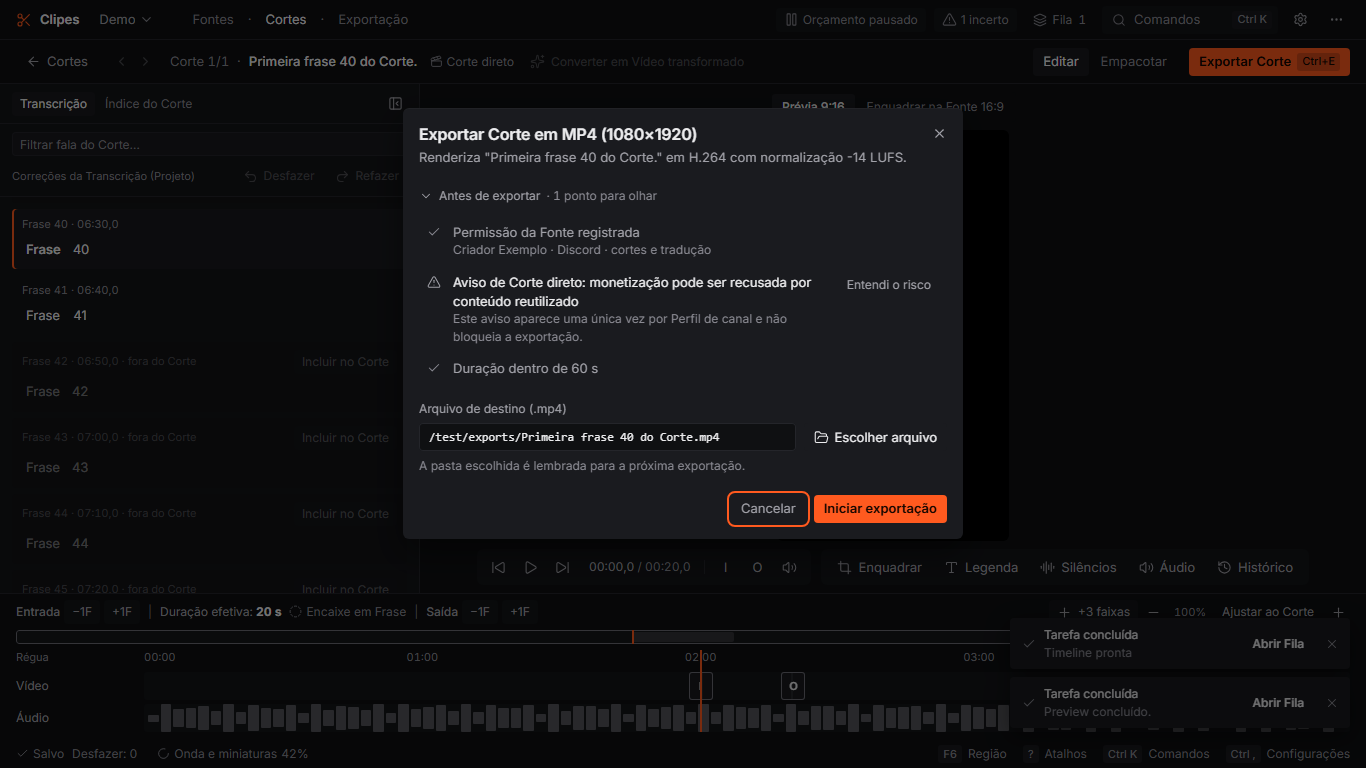 Clipes
Demo
Fontes · Cortes · Exportação
Orçamento pausado
1 incerto
Fila 1
Comandos
Ctrl K
Cortes
Corte 1/1 · Primeira frase 40 do Corte.
Corte direto
Converter em Vídeo transformado
Editar
Empacotar
Exportar Corte Ctrl+E
Transcrição
Índice do Corte
Prévia 9:16
Enquadrar na Fonte 16:9
Filtrar fala do Corte...
Correções da Transcrição (Projeto)
Desfazer
Refazer
Frase 40 · 06:30,0
Frase 40
Frase 41 · 06:40,0
Frase 41
Frase 42 · 06:50,0 · fora do Corte
Incluir no Corte
Frase 42
Frase 43 · 07:00,0 · fora do Corte
Incluir no Corte
Frase 43
Frase 44 · 07:10,0 · fora do Corte
Incluir no Corte
Frase 44
Frase 45 · 07:20,0 · fora do Corte
Incluir no Corte
Exportar Corte em MP4 (1080×1920)
Renderiza "Primeira frase 40 do Corte." em H.264 com normalização -14 LUFS.
Antes de exportar · 1 ponto para olhar
Permissão da Fonte registrada
Criador Exemplo · Discord · cortes e tradução
Aviso de Corte direto: monetização pode ser recusada por
conteúdo reutilizado
Entendi o risco
Este aviso aparece uma única vez por Perfil de canal e não
bloqueia a exportação.
Duração dentro de 60 s
Arquivo de destino (.mp4)
/test/exports/Primeira frase 40 do Corte.mp4
Escolher arquivo
A pasta escolhida é lembrada para a próxima exportação.
Cancelar
Iniciar exportação
00:00,0 / 00:20,0
I
O
Enquadrar
Legenda
Silêncios
Áudio
Histórico
Entrada −1F +1F
Duração efetiva: 20 s
Encaixe em Frase
Saída −1F +1F
+3 faixas
100%
Ajustar ao Corte
Régua
00:00
01:00
02:00
03:00
Vídeo
O
Áudio
Tarefa concluída
Timeline pronta
Abrir Fila
Tarefa concluída
Preview concluído.
Abrir Fila
Salvo
Desfazer: 0
Onda e miniaturas 42%
F6 Região
? Atalhos
Ctrl K Comandos
Ctrl , Configurações